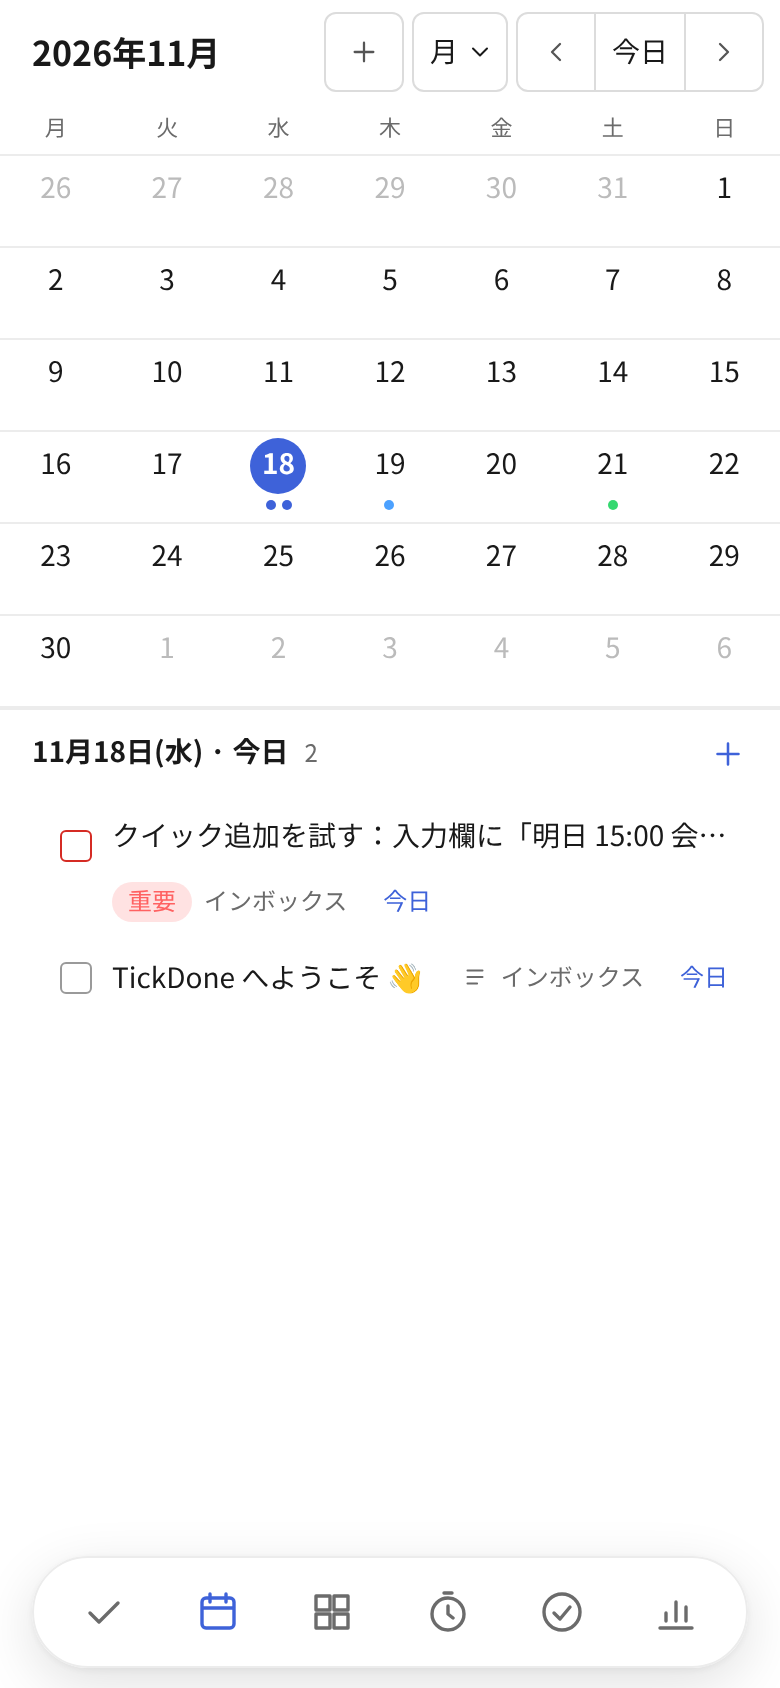 2026年11月 月 今日
月 火 水 木 金 土 日
26 27 28 29 30 31 1
2 3 4 5 6 7 8
9 10 11 12 13 14 15
16 17 18 19 20 21 22
23 24 25 26 27 28 29
30 1 2 3 4 5 6
11月18日(水)・今日 2
クイック追加を試す：入力欄に「明日 15:00 会…
重要 インボックス 今日
TickDone へようこそ 👋 インボックス 今日